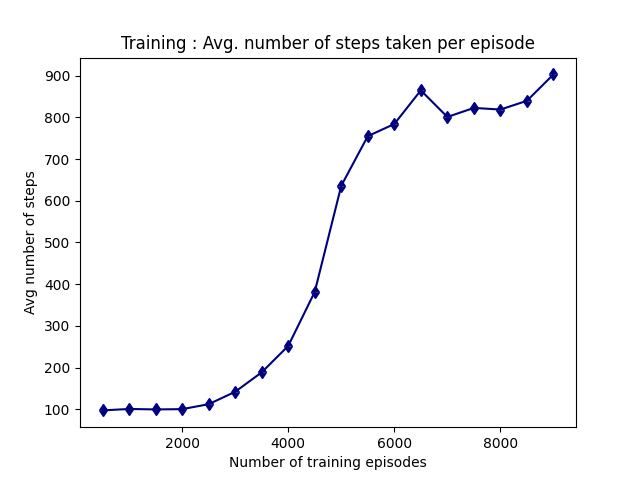 Training : Avg. number of steps taken per episode
900
800
700
600
500
400
300
200
100
Avg number of steps
2000 4000 6000 8000
Number of training episodes